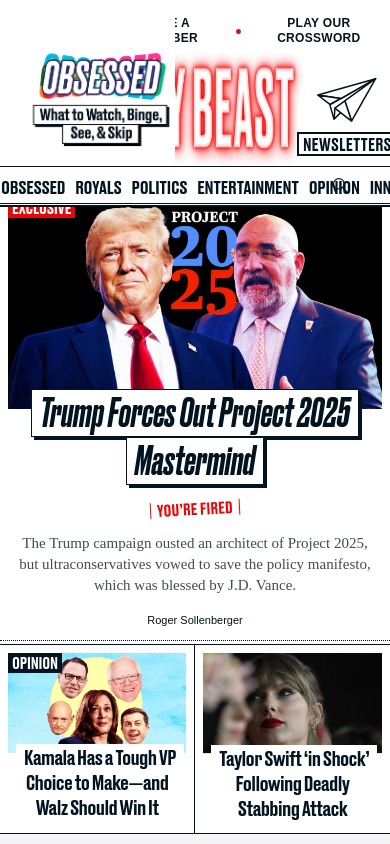 E A
BER
PLAY OUR
CROSSWORD
OBSESSED
What to Watch, Binge,
See, & Skip
Y BEAST
NEWSLETTERS
OBSESSED ROYALS POLITICS ENTERTAINMENT OPINION INN
EXCLUSIVE
PROJECT
20
25
Trump Forces Out Project 2025
Mastermind
YOU'RE FIRED
The Trump campaign ousted an architect of Project 2025,
but ultraconservatives vowed to save the policy manifesto,
which was blessed by J.D. Vance.
Roger Sollenberger
OPINION
Kamala Has a Tough VP
Choice to Make—and
Walz Should Win It
Taylor Swift ‘in Shock’
Following Deadly
Stabbing Attack